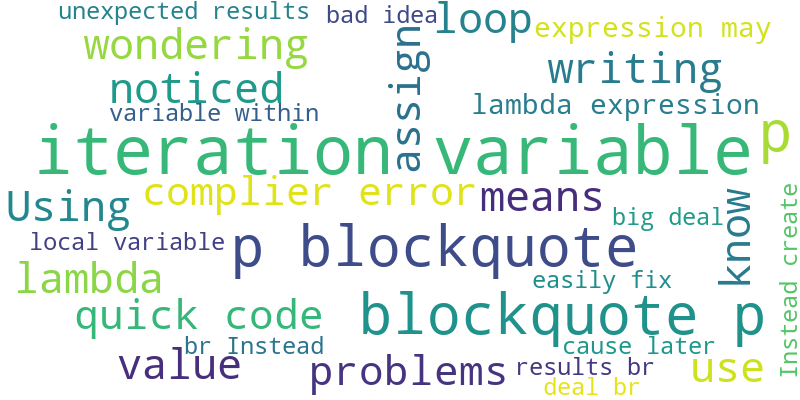 unexpected results
bad idea
loop
expression may
wondering
assign
writing
noticed
lambda expression
variable within
iteration variable
p
complier error
means
Using
know
big deal
Instead create
local variable
p blockquote
lambda
easily fix
quick code
blockquote p
br Instead
cause later
value
problems
results br
use
deal br